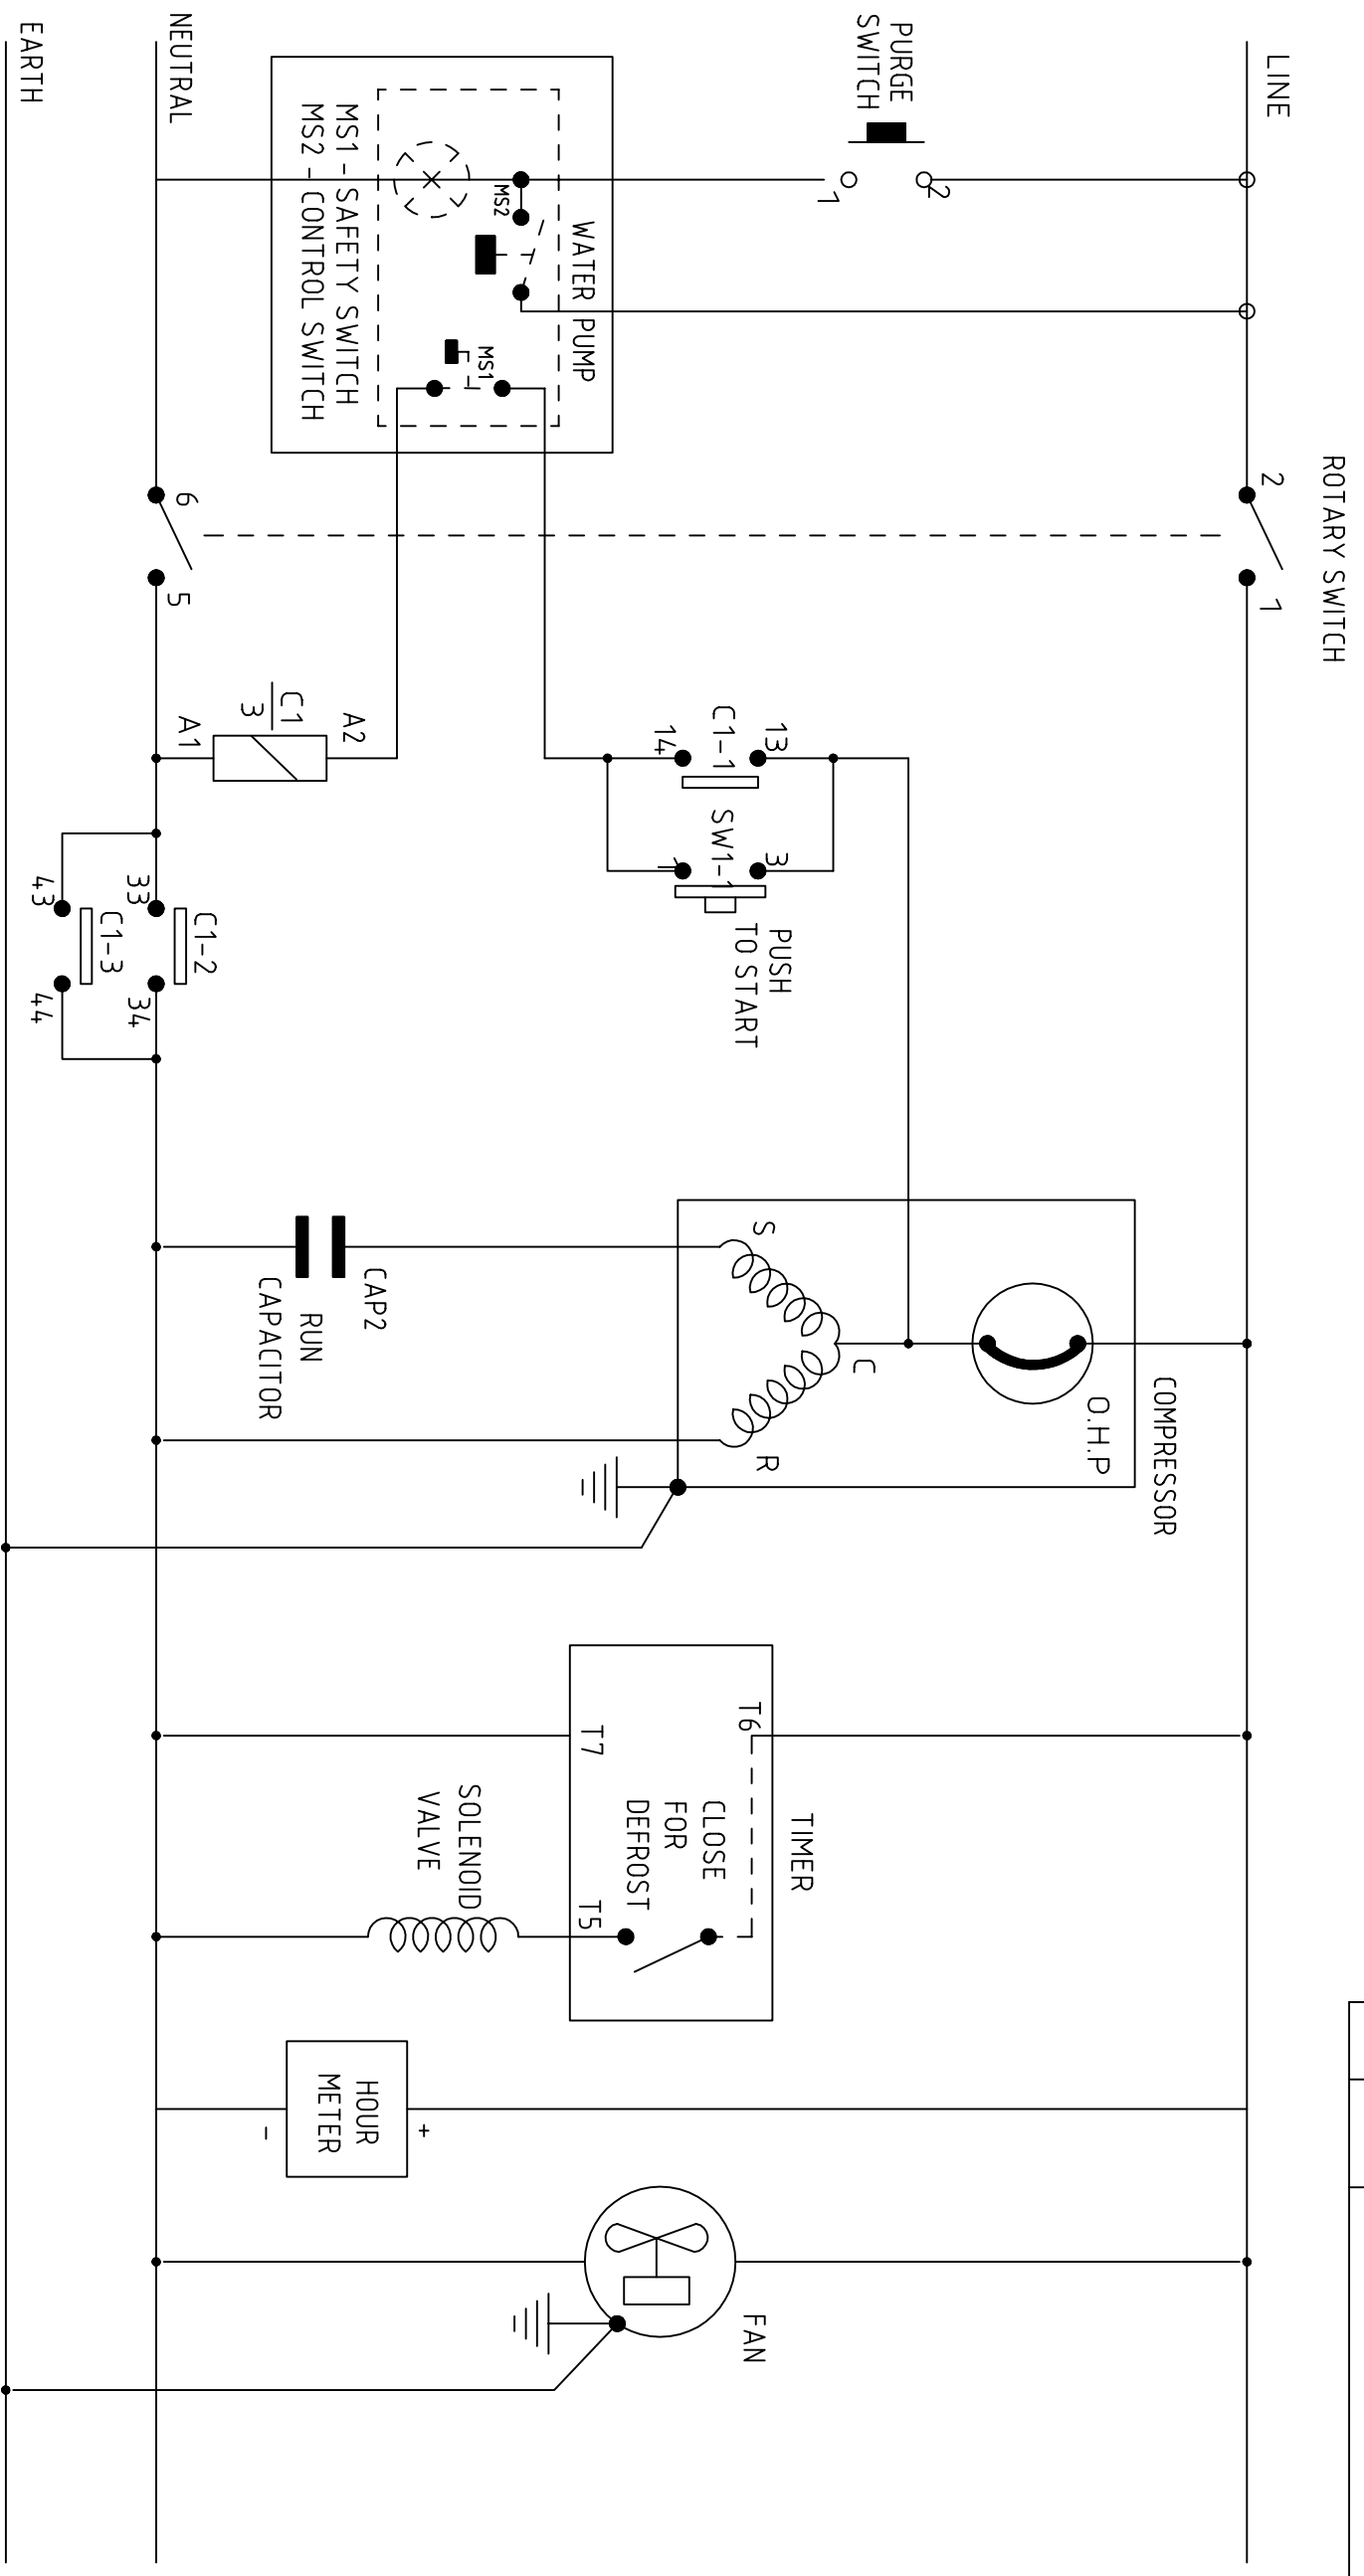 ROTARY SWITCH
LINE
2
1
PURGE
SWITCH
2
1
WATER PUMP
MS2
MS1
MS1 - SAFETY SWITCH
MS2 - CONTROL SWITCH
NEUTRAL
EARTH
6
5
C1
3
A2
A1
13
C1-1
14
3
SW1-1
PUSH
TO START
C1-2
33
34
C1-3
43
44
COMPRESSOR
O.H.P
C
S
R
CAP2
RUN
CAPACITOR
TIMER
T6
CLOSE
FOR
DEFROST
T7
T5
SOLENOID
VALVE
+
HOUR
METER
-
FAN